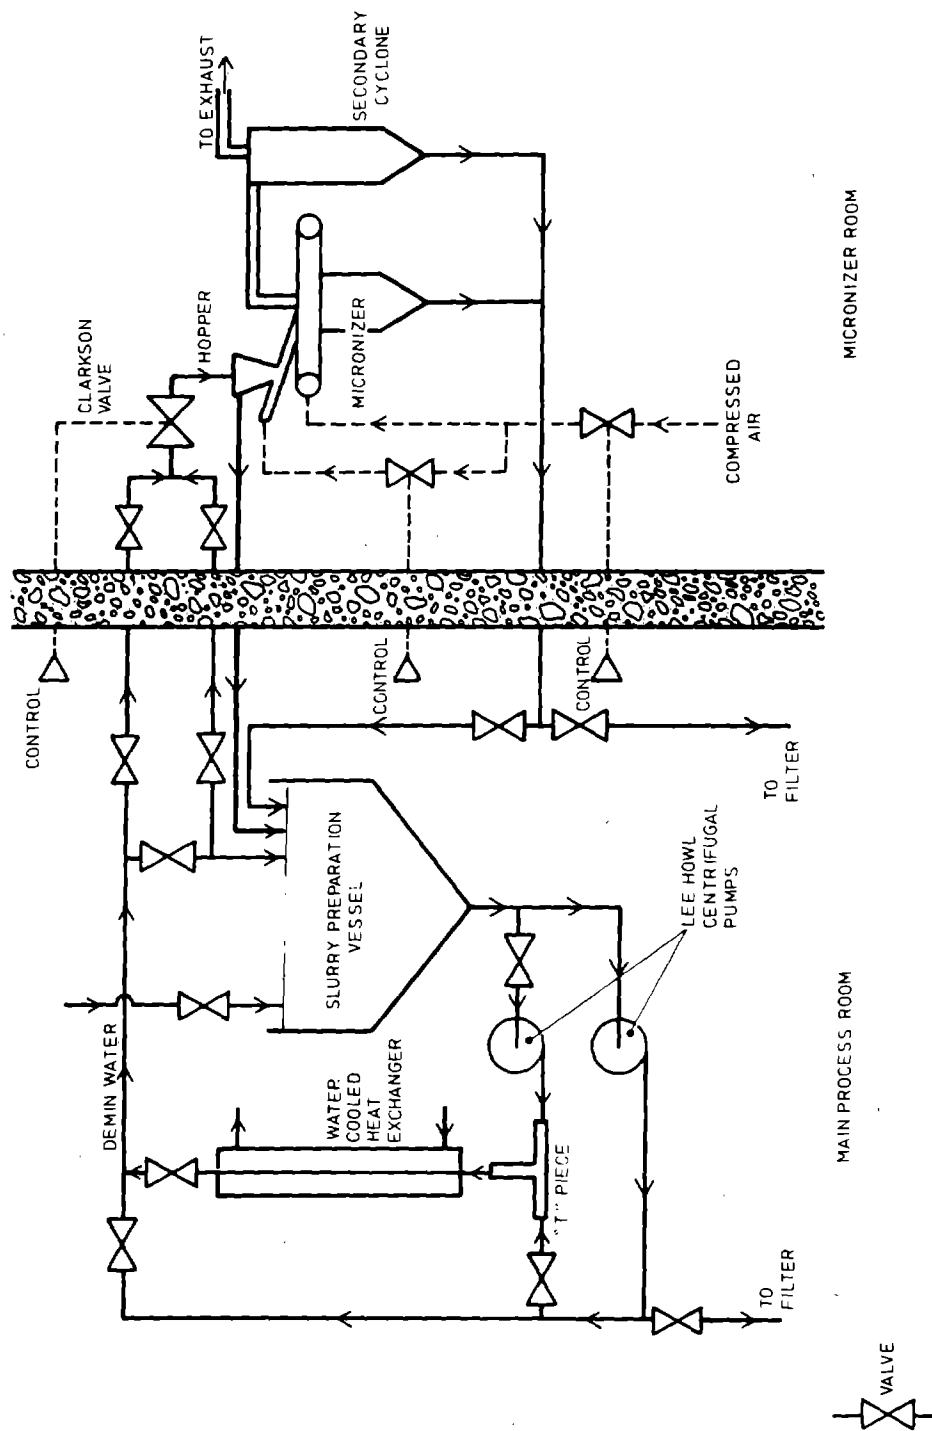 TO EXHAUST
SECONDARY
CYCLONE
CLARKSON
VALVE
HOPPER
MICRONIZER
COMPRESSED
AIR
MICRONIZER ROOM
CONTROL
CONTROL
CONTROL
DEMIN WATER
SLURRY PREPARATION
VESSEL
TO
FILTER
LEE HOWL
CENTRIFUGAL
PUMPS
WATER
COOLED
HEAT
EXCHANGER
"T" PIECE
MAIN PROCESS ROOM
TO
FILTER
VALVE